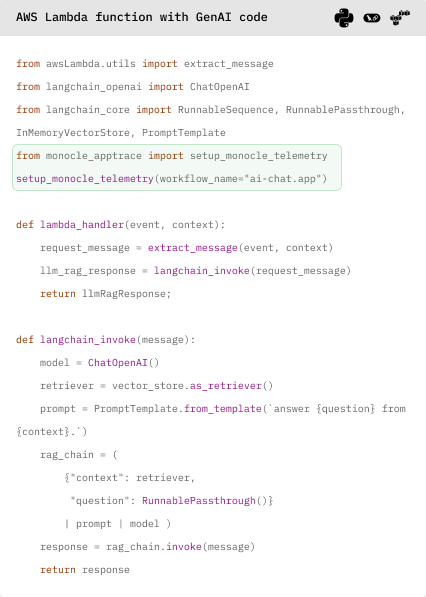 AWS Lambda function with GenAI code
from awsLambda.utils import extract_message
from langchain_openai import ChatOpenAI
from langchain_core import RunnableSequence, RunnablePassthrough,
InMemoryVectorStore, PromptTemplate
from monocle_apptrace import setup_monocle_telemetry
setup_monocle_telemetry(workflow_name="ai-chat.app")
def lambda_handler(event, context):
request_message = extract_message(event, context)
llm_rag_response = langchain_invoke(request_message)
return llmRagResponse;
def langchain_invoke(message):
model = ChatOpenAI()
retriever = vector_store.as_retriever()
prompt = PromptTemplate.from_template(`answer {question} from
{context}.`)
rag_chain = (
{"context": retriever,
"question": RunnablePassthrough()}
| prompt | model )
response = rag_chain.invoke(message)
return response